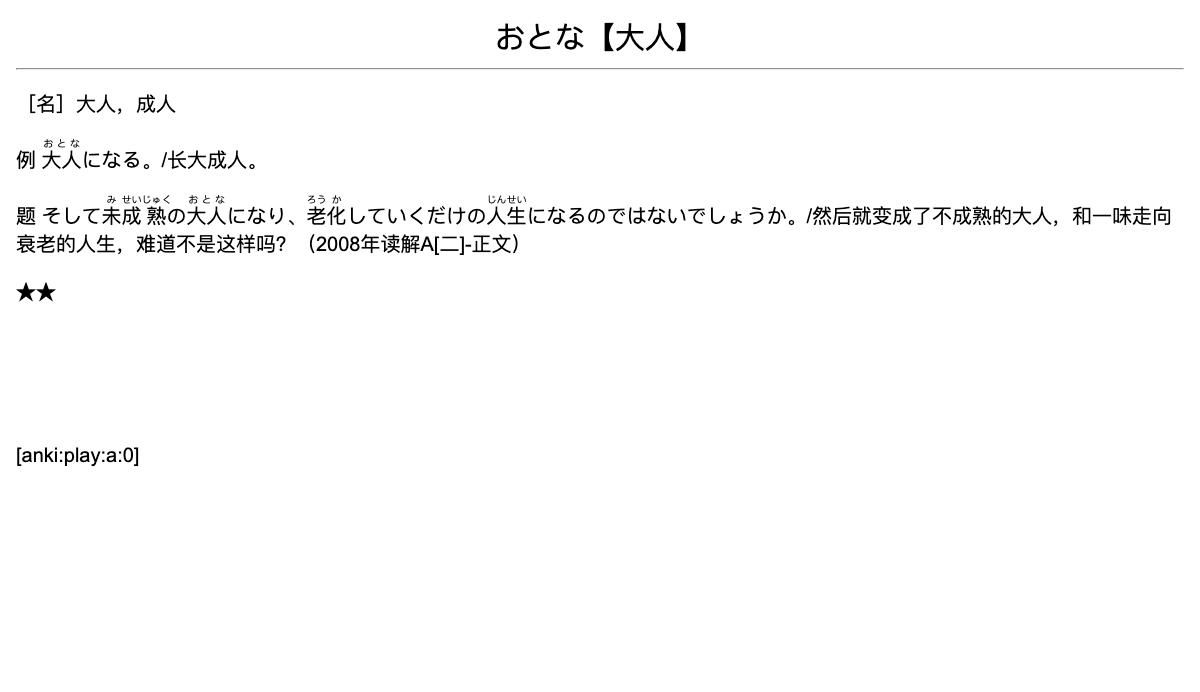 おとな【大人】
［名］大人，成人
おとな
例 大人になる。/长大成人。
み せいじゅく おとな ろうか じんせい
题 そして未成熟の大人になり、老化していくだけの人生になるのではないでしょうか。/然后就变成了不成熟的大人，和一味走向
衰老的人生，难道不是这样吗？（2008年读解A[二]-正文）
★★
[anki:play:a:0]